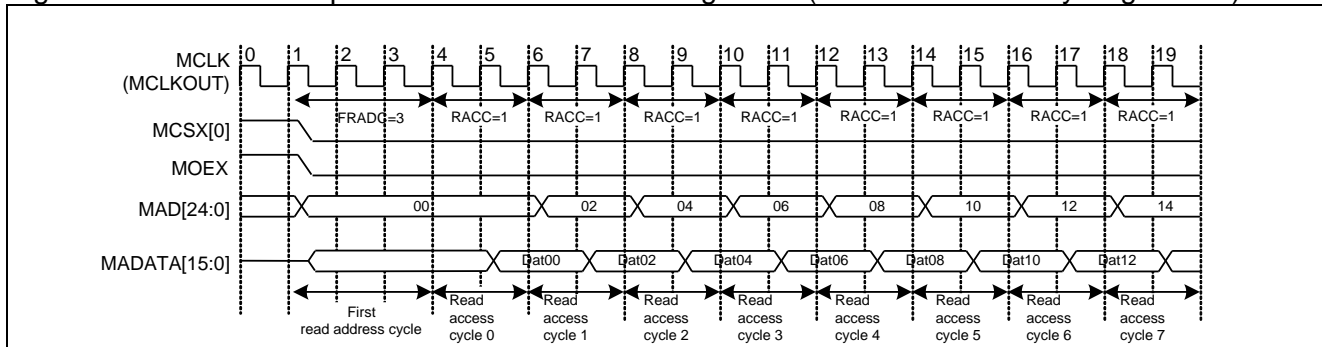 MCLK
(MCLKOUT)
0 1 2 3 4 5 6 7 8 9 10 11 12 13 14 15 16 17 18 19
FRADC=3 RACC=1 RACC=1 RACC=1 RACC=1 RACC=1 RACC=1 RACC=1 RACC=1
MCSX[0]
MOEX
MAD[24:0] 00 02 04 06 08 10 12 14
MADATA[15:0] Dat00 Dat02 Dat04 Dat06 Dat08 Dat10 Dat12
First
read address cycle
Read
access
cycle 0
Read
access
cycle 1
Read
access
cycle 2
Read
access
cycle 3
Read
access
cycle 4
Read
access
cycle 5
Read
access
cycle 6
Read
access
cycle 7